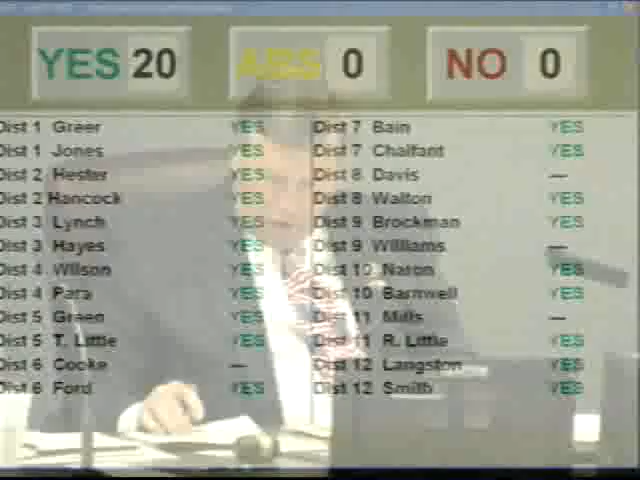 YES 20 ABS 0 NO 0
Dist 1 Greer YES Dist 7 Bain YES
Dist 1 Jones YES Dist 7 Chalfant YES
Dist 2 Hester YES Dist 8 Davis —
Dist 2 Hancock YES Dist 8 Walton YES
Dist 3 Lynch YES Dist 9 Brockman YES
Dist 3 Hayes YES Dist 9 Williams —
Dist 4 Wilson YES Dist 10 Naron YES
Dist 4 Para YES Dist 10 Barnwell YES
Dist 5 Green YES Dist 11 Mills —
Dist 5 T. Little YES Dist 11 R. Little YES
Dist 6 Cooke — Dist 12 Langston YES
Dist 6 Ford YES Dist 12 Smith YES